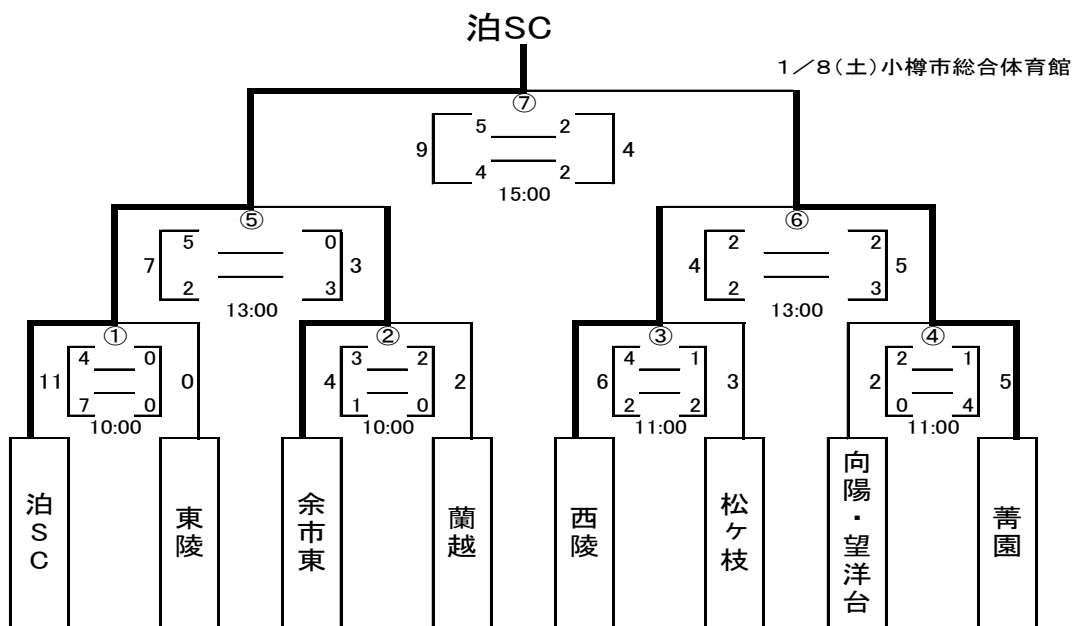 泊SC
1／8(土)小樽市総合体育館
⑦
5 2
9 4
4 2
15:00
⑤ ⑥
5 0 2 2
7 3 4 5
2 3 2 3
13:00 13:00
① ② ③ ④
4 0 3 2 4 1 2 1
11 0 4 2 6 3 2 5
7 0 1 0 2 2 0 4
10:00 10:00 11:00 11:00
泊SC
東陵
余市東
蘭越
西陵
松ヶ枝
向陽・望洋台
菁園